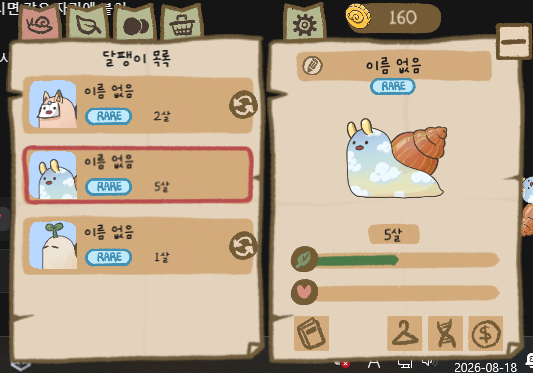 160
달팽이 목록
이름 없음
RARE
2살
이름 없음
RARE
5살
이름 없음
RARE
1살
이름 없음
RARE
5살
2026-08-18